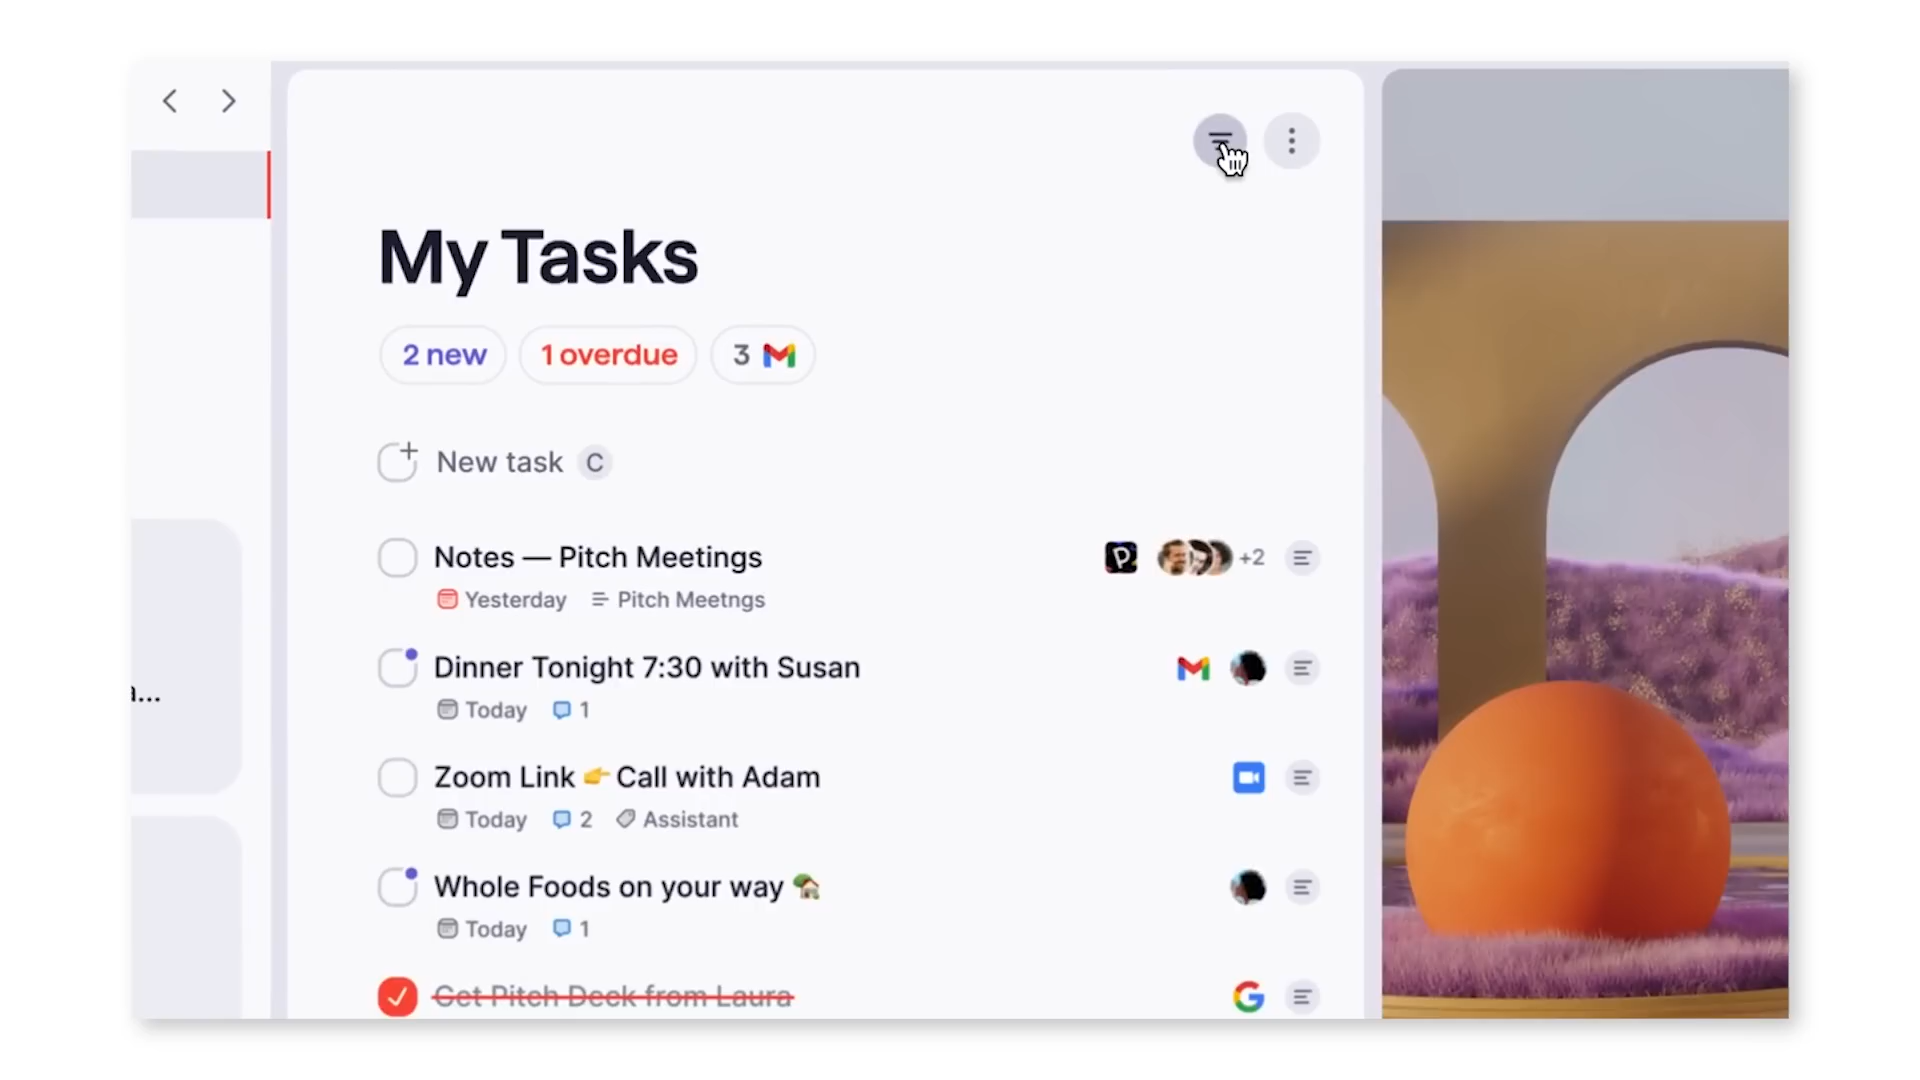 My Tasks
2 new
1 overdue
3
New task C
Notes — Pitch Meetings
+2
Yesterday
Pitch Meetngs
Dinner Tonight 7:30 with Susan
Today
1
Zoom Link 👉 Call with Adam
Today
2
Assistant
Whole Foods on your way 🏡
Today
1
Get Pitch Deck from Laura